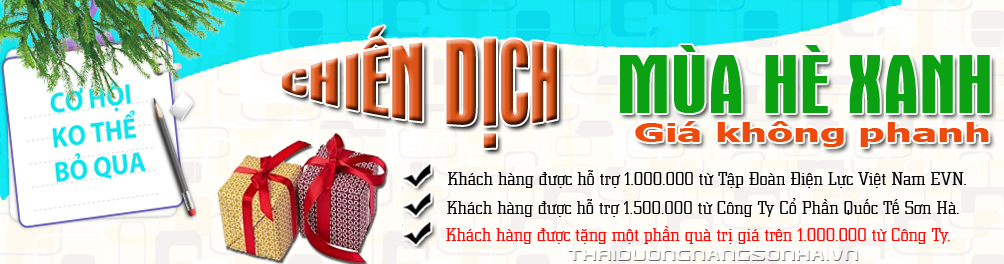 CƠ HỘI
KO THỂ
BỎ QUA
CHIẾN DỊCH
MÙA HÈ XANH
Giá không phanh
Khách hàng được hỗ trợ 1.000.000 từ Tập Đoàn Điện Lực Việt Nam EVN.
Khách hàng được hỗ trợ 1.500.000 từ Công Ty Cổ Phần Quốc Tế Sơn Hà.
Khách hàng được tặng một phần quà trị giá trên 1.000.000 từ Công Ty.
THAIDUONGNANGSONHA.VN